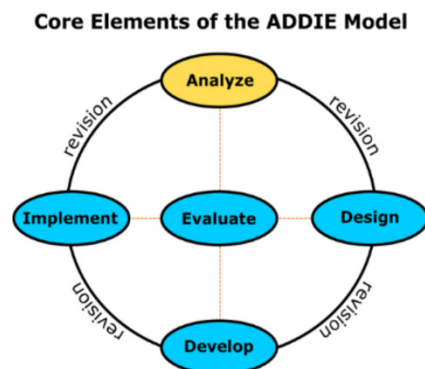 Core Elements of the ADDIE Model
Analyze
revision
revision
Implement
Evaluate
Design
revision
revision
Develop